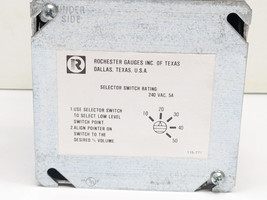 UNDER
SIDE
R
ROCHESTER GAUGES INC. OF TEXAS
DALLAS, TEXAS, U.S.A.
SELECTOR SWITCH RATING
240 VAC, 5A
1. USE SELECTOR SWITCH
TO SELECT LOW LEVEL
SWITCH POINT
2. ALIGN POINTER ON
SWITCH TO THE
DESIRED % VOLUME
10
20
30
40
50